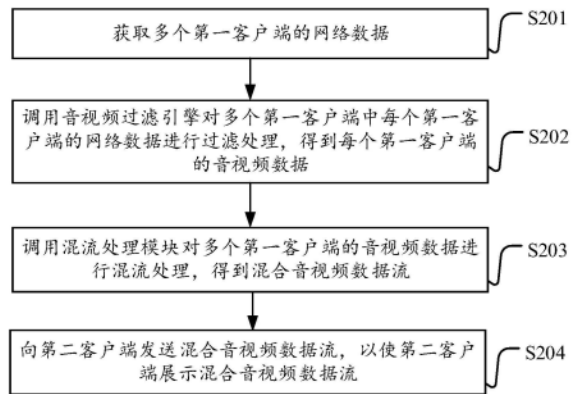 获取多个第一客户端的网络数据
S201
调用音视频过滤引擎对多个第一客户端中每个第一客
户端的网络数据进行过滤处理，得到每个第一客户端
的音视频数据
S202
调用混流处理模块对多个第一客户端的音视频数据进
行混流处理，得到混合音视频数据流
S203
向第二客户端发送混合音视频数据流，以使第二客户
端展示混合音视频数据流
S204